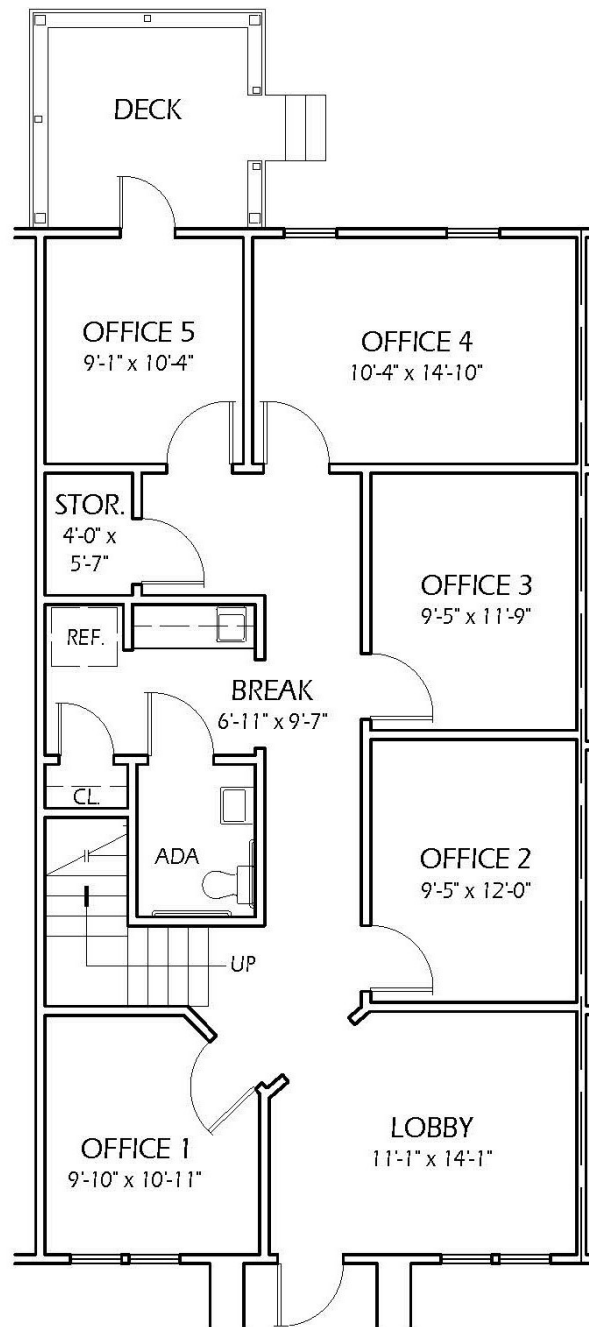 DECK
OFFICE 5
9'-1" x 10'-4"
OFFICE 4
10'-4" x 14'-10"
STOR.
4'-0" x
5'-7"
OFFICE 3
9'-5" x 11'-9"
REF.
BREAK
6'-11" x 9'-7"
CL.
ADA
OFFICE 2
9'-5" x 12'-0"
UP
OFFICE 1
9'-10" x 10'-11"
LOBBY
11'-1" x 14'-1"